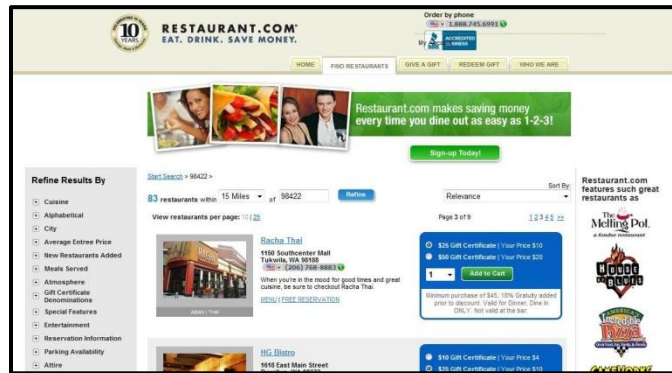 CELEBRATING
10
YEARS
RESTAURANT.COM
EAT. DRINK. SAVE MONEY.
Order by phone
1.888.745.6991
ACCREDITED
BUSINESS
HOME
FIND RESTAURANTS
GIVE A GIFT
REDEEM GIFT
WHO WE ARE
Restaurant.com makes saving money
every time you dine out as easy as 1-2-3!
Sign-up Today!
Refine Results By
Cuisine
Alphabetical
City
Average Entree Price
New Restaurants Added
Meals Served
Atmosphere
Gift Certificate
Denominations
Special Features
Entertainment
Reservation Information
Parking Availability
Attire
Start Search > 98422 >
83 restaurants within 15 Miles of 98422 Refine
Sort By:
Relevance
View restaurants per page: 10 | 25
Page 3 of 9
1 2 3 4 5 >>
RACHA
ASIAN | THAI
Racha Thai
1150 Southcenter Mall
Tukwila, WA 98188
(206) 768-8883
When you're in the mood for good times and great
cuisine, be sure to checkout Racha Thai.
MENU | FREE RESERVATION
$25 Gift Certificate | Your Price $10
$50 Gift Certificate | Your Price $20
1 Add to Cart
Minimum purchase of $45. 18% Gratuity added
prior to discount. Valid for Dinner, Dine In
ONLY. Not valid at the bar.
HG Bistro
1618 East Main Street
$10 Gift Certificate | Your Price $4
$25 Gift Certificate | Your Price $10
Restaurant.com
features such great
restaurants as
The
Melting Pot
a fondue restaurant
HOUSE
OF
BLUES
AMERICA'S
Incredible
Pizza
GAMEWORKS